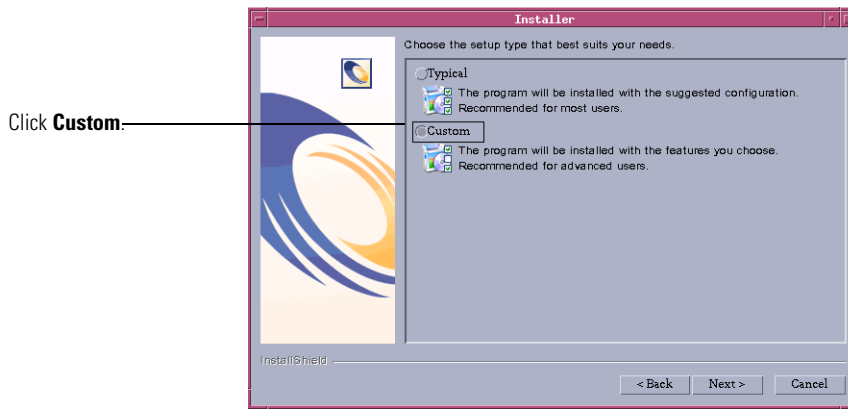 Installer
Choose the setup type that best suits your needs.
Typical
The program will be installed with the suggested configuration.
Recommended for most users.
Click Custom.
Custom
The program will be installed with the features you choose.
Recommended for advanced users.
InstallShield
< Back
Next >
Cancel